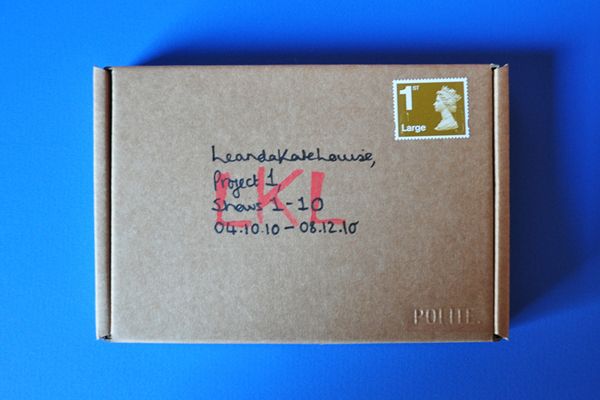 1ST
Large
LeandaKateLouise,
Project 1,
Shows 1-10
04.10.10 – 08.12.10
LKL
POLITE.